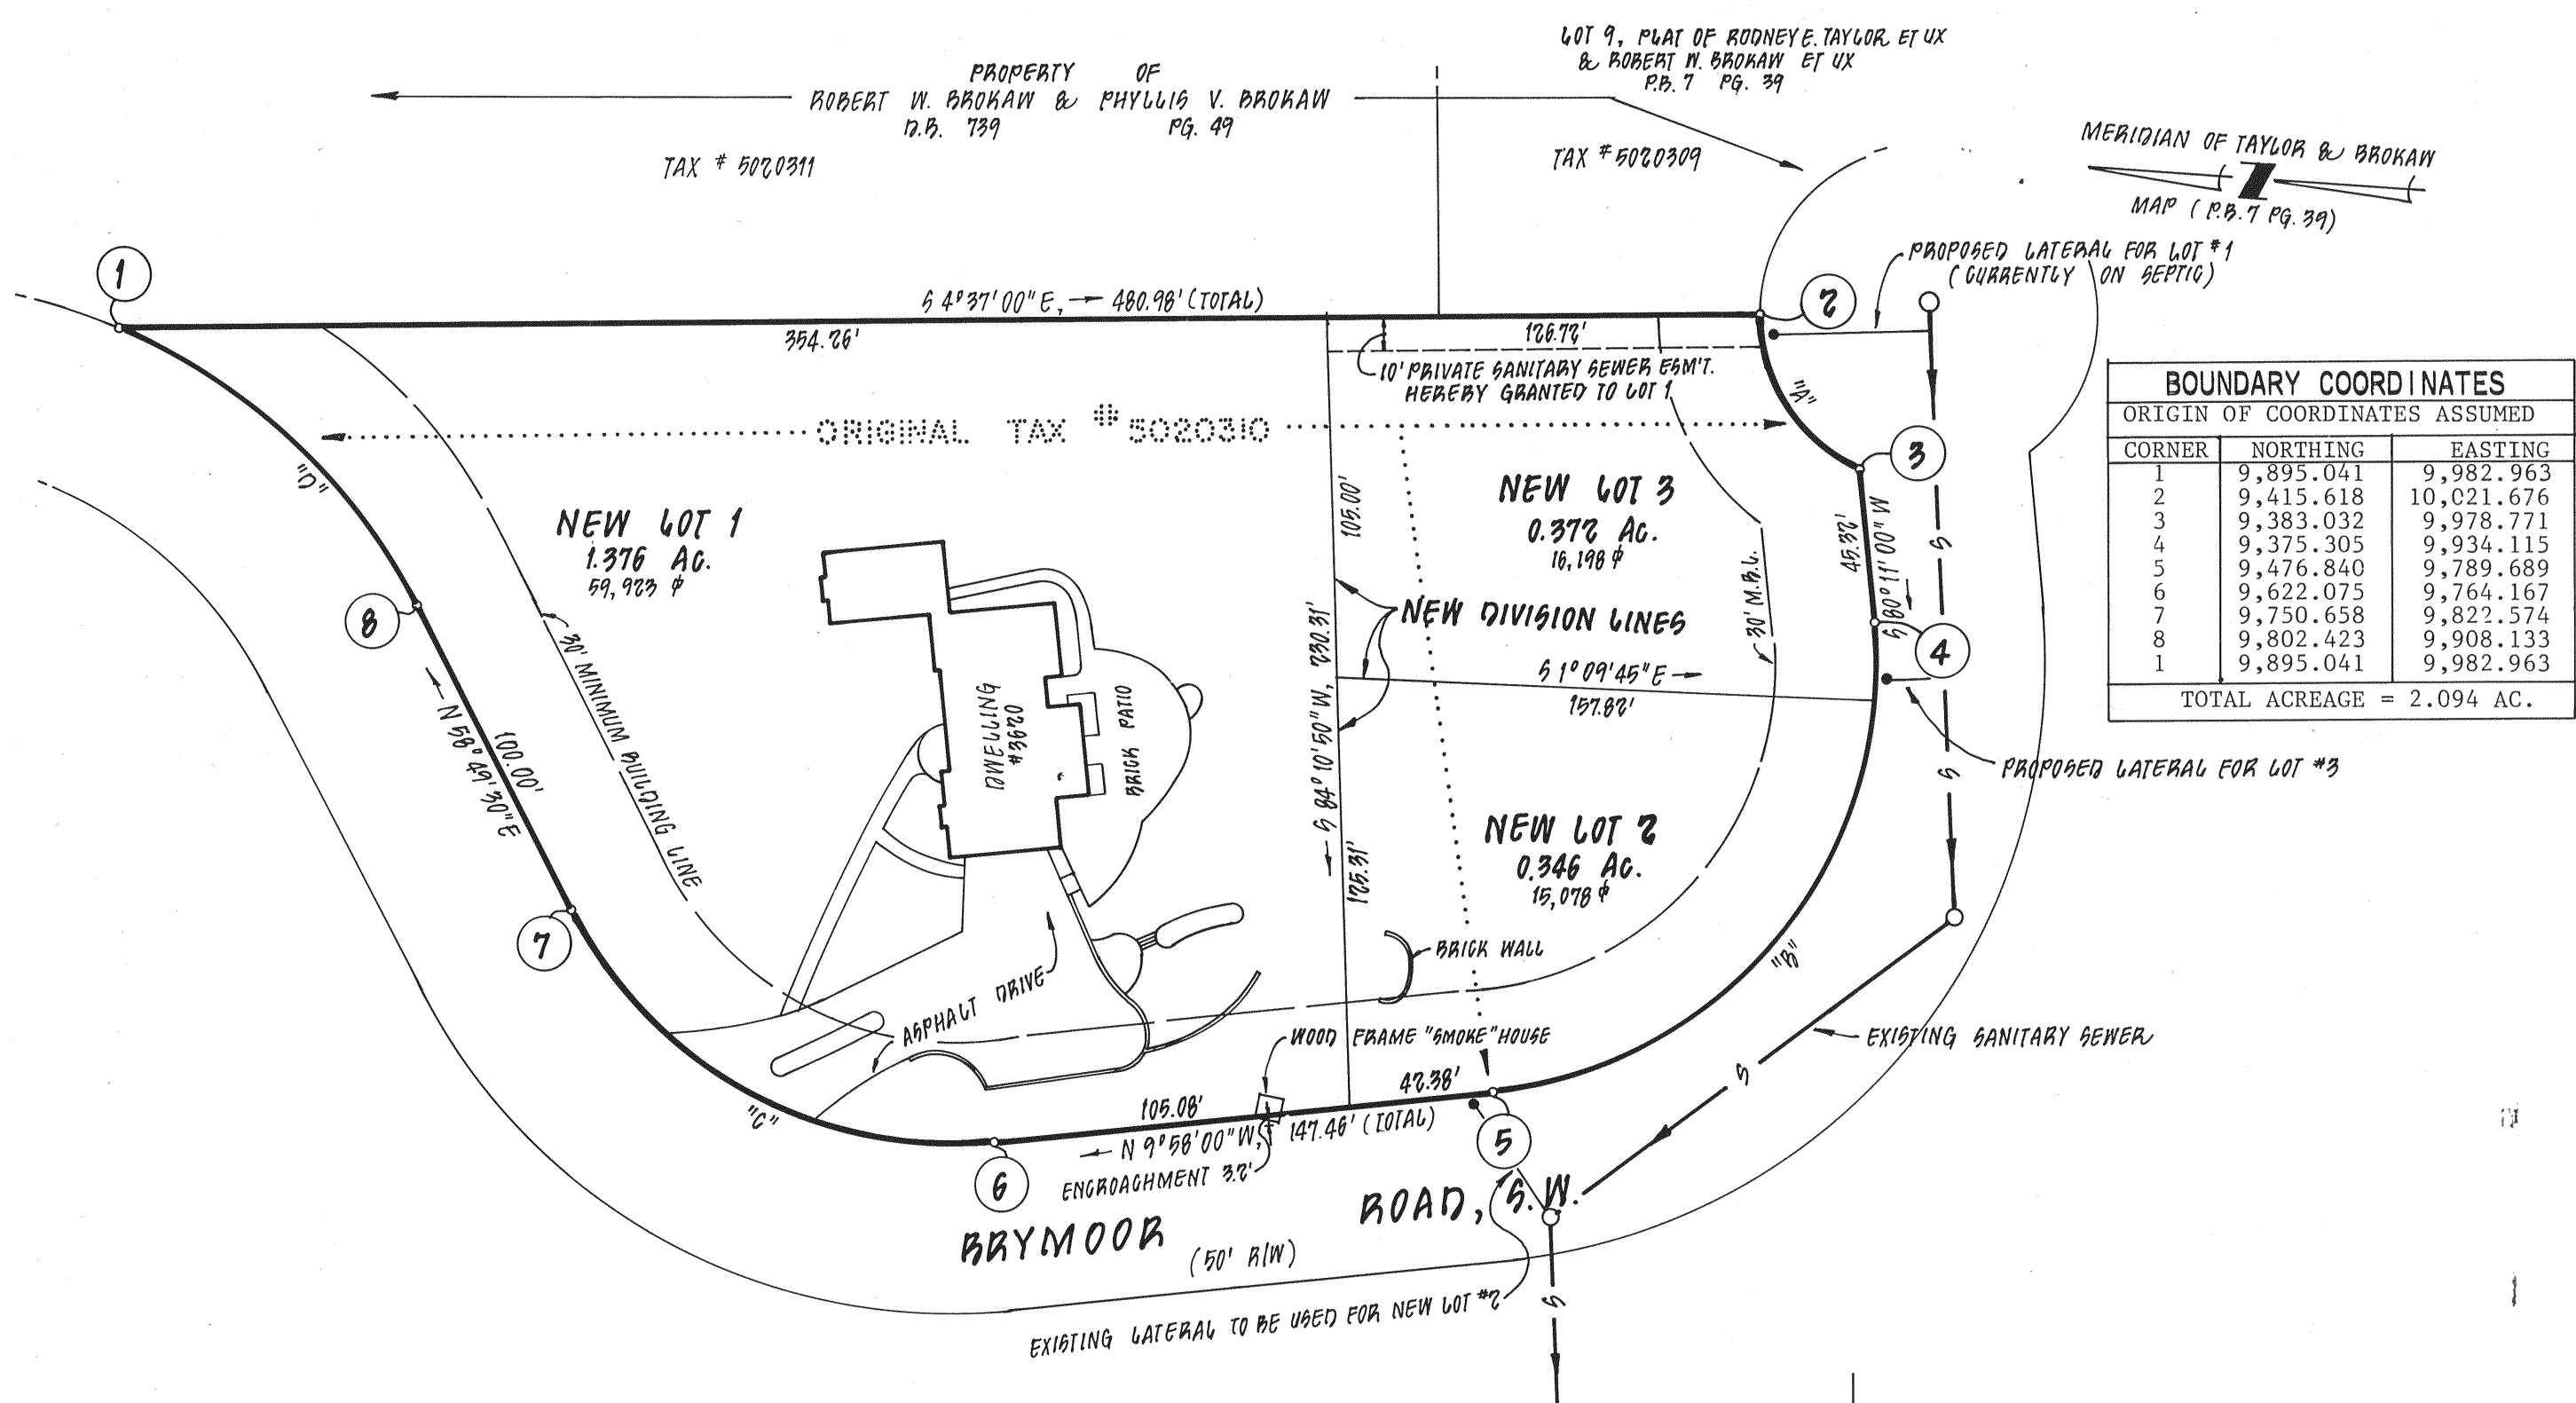 LOT 9, PLAT OF RODNEY E. TAYLOR ET UX
& ROBERT W. BROKAW ET UX
P.B. 7 PG. 39
PROPERTY OF
ROBERT W. BROKAW & PHYLLIS V. BROKAW
D.B. 739 PG. 49
TAX # 5020311
TAX # 5020309
MERIDIAN OF TAYLOR & BROKAW
MAP (P.B. 7 PG. 39)
PROPOSED LATERAL FOR LOT #1
(CURRENTLY ON SEPTIC)
1
S 4° 37' 00" E, → 480.98' (TOTAL)
2
354.26'
126.72'
10' PRIVATE SANITARY SEWER ESM'T.
HEREBY GRANTED TO LOT 1
"A"
ORIGINAL TAX # 5020310
3
"D"
BOUNDARY COORDINATES
ORIGIN OF COORDINATES ASSUMED
CORNER NORTHING EASTING
1 9,895.041 9,982.963
2 9,415.618 10,021.676
3 9,383.032 9,978.771
4 9,375.305 9,934.115
5 9,476.840 9,789.689
6 9,622.075 9,764.167
7 9,750.658 9,822.574
8 9,802.423 9,908.133
1 9,895.041 9,982.963
TOTAL ACREAGE = 2.094 AC.
NEW LOT 1
1.376 AC.
59,923 ⏀
105.00'
NEW LOT 3
0.372 AC.
16,198 ⏀
45.32'
S 80° 11' 00" W
S
30' M.B.L.
8
NEW DIVISION LINES
4
S 1° 09' 45" E →
157.82'
30' MINIMUM BUILDING LINE
DWELLING
#3620
BRICK PATIO
← S 84° 10' 50" W, 230.31'
N 58° 49' 30" E
100.00'
S
PROPOSED LATERAL FOR LOT #3
NEW LOT 2
0.346 AC.
15,078 ⏀
125.31'
7
BRICK WALL
"B"
ASPHALT DRIVE
WOOD FRAME "SMOKE" HOUSE
EXISTING SANITARY SEWER
S
"C"
105.08'
42.38'
← N 9° 58' 00" W, 147.46' (TOTAL)
5
6
ENCROACHMENT 3.2'
BRYMOOR ROAD, S.W.
(50' R/W)
EXISTING LATERAL TO BE USED FOR NEW LOT #2
S